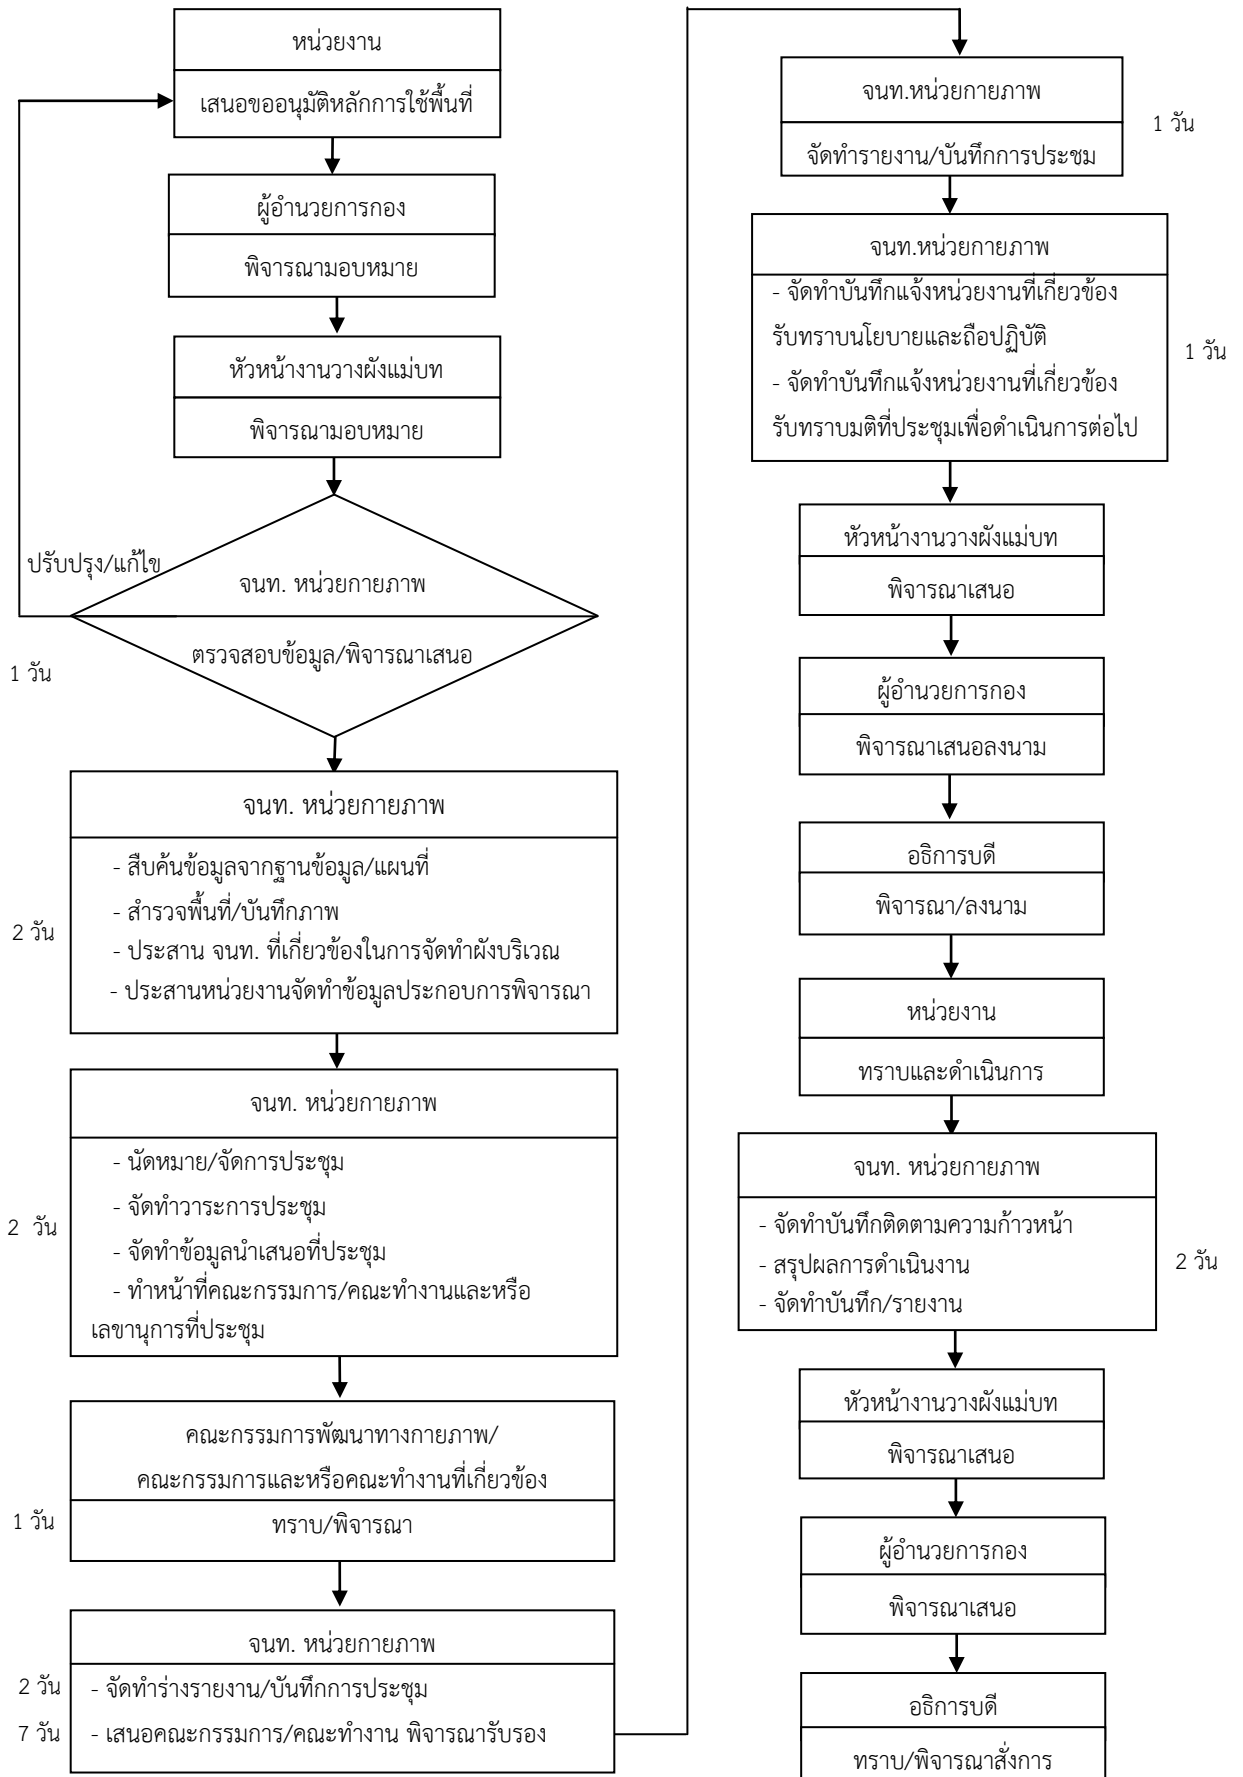 หน่วยงาน
เสนอขออนุมัติหลักการใช้พื้นที่
ผู้อำนวยการกอง
พิจารณามอบหมาย
หัวหน้างานวางผังแม่บท
พิจารณามอบหมาย
ปรับปรุง/แก้ไข
จนท. หน่วยกายภาพ
ตรวจสอบข้อมูล/พิจารณาเสนอ
1 วัน
จนท. หน่วยกายภาพ
- สืบค้นข้อมูลจากฐานข้อมูล/แผนที่
- สำรวจพื้นที่/บันทึกภาพ
2 วัน
- ประสาน จนท. ที่เกี่ยวข้องในการจัดทำผังบริเวณ
- ประสานหน่วยงานจัดทำข้อมูลประกอบการพิจารณา
จนท. หน่วยกายภาพ
- นัดหมาย/จัดการประชุม
- จัดทำวาระการประชุม
2 วัน
- จัดทำข้อมูลนำเสนอที่ประชุม
- ทำหน้าที่คณะกรรมการ/คณะทำงานและหรือ
เลขานุการที่ประชุม
คณะกรรมการพัฒนาทางกายภาพ/
คณะกรรมการและหรือคณะทำงานที่เกี่ยวข้อง
1 วัน
ทราบ/พิจารณา
จนท. หน่วยกายภาพ
2 วัน
- จัดทำร่างรายงาน/บันทึกการประชุม
7 วัน
- เสนอคณะกรรมการ/คณะทำงาน พิจารณารับรอง
จนท.หน่วยกายภาพ
1 วัน
จัดทำรายงาน/บันทึกการประชม
จนท.หน่วยกายภาพ
- จัดทำบันทึกแจ้งหน่วยงานที่เกี่ยวข้อง
รับทราบนโยบายและถือปฏิบัติ
1 วัน
- จัดทำบันทึกแจ้งหน่วยงานที่เกี่ยวข้อง
รับทราบมติที่ประชุมเพื่อดำเนินการต่อไป
หัวหน้างานวางผังแม่บท
พิจารณาเสนอ
ผู้อำนวยการกอง
พิจารณาเสนอลงนาม
อธิการบดี
พิจารณา/ลงนาม
หน่วยงาน
ทราบและดำเนินการ
จนท. หน่วยกายภาพ
- จัดทำบันทึกติดตามความก้าวหน้า
- สรุปผลการดำเนินงาน
2 วัน
- จัดทำบันทึก/รายงาน
หัวหน้างานวางผังแม่บท
พิจารณาเสนอ
ผู้อำนวยการกอง
พิจารณาเสนอ
อธิการบดี
ทราบ/พิจารณาสั่งการ